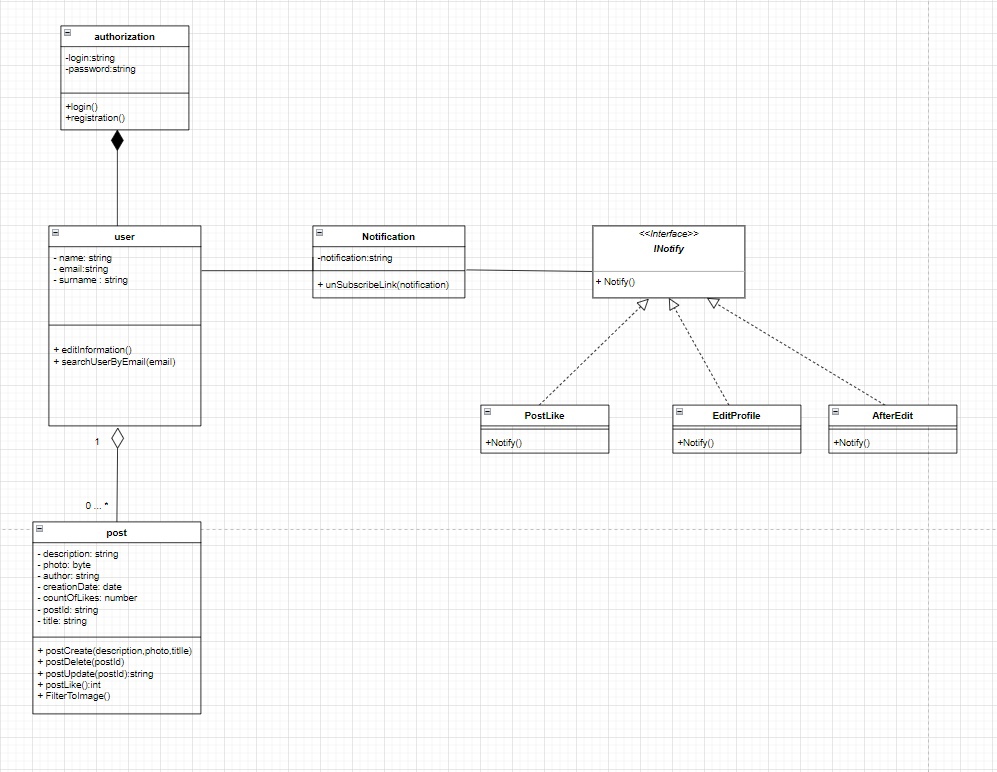 authorization
-login:string
-password:string
+login()
+registration()
user
- name: string
- email:string
- surname : string
+ editInformation()
+ searchUserByEmail(email)
Notification
-notification:string
+ unSubscribeLink(notification)
<<Interface>>
INotify
+ Notify()
PostLike
+Notify()
EditProfile
+Notify()
AfterEdit
+Notify()
1
0 ... *
post
- description: string
- photo: byte
- author: string
- creationDate: date
- countOfLikes: number
- postId: string
- title: string
+ postCreate(description,photo,title)
+ postDelete(postId)
+ postUpdate(postId):string
+ postLike():int
+ FilterToImage()